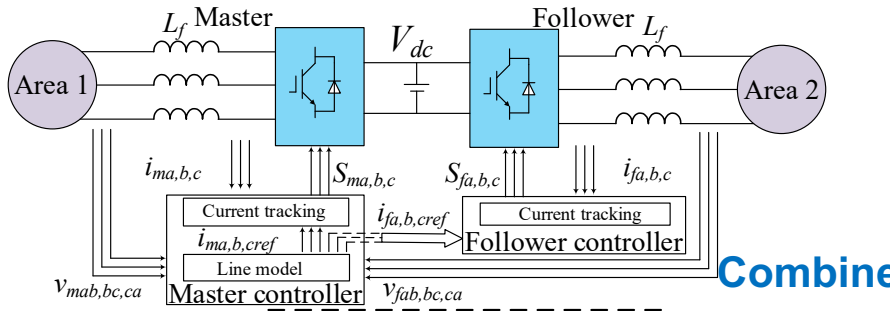 L_f Master V_dc Follower L_f
Area 1
Area 2
i_ma,b,c
S_ma,b,c
S_fa,b,c
i_fa,b,c
Current tracking
i_fa,b,cref
Current tracking
i_ma,b,cref
Follower controller
Line model
v_mab,bc,ca
Master controller
v_fab,bc,ca
Combine